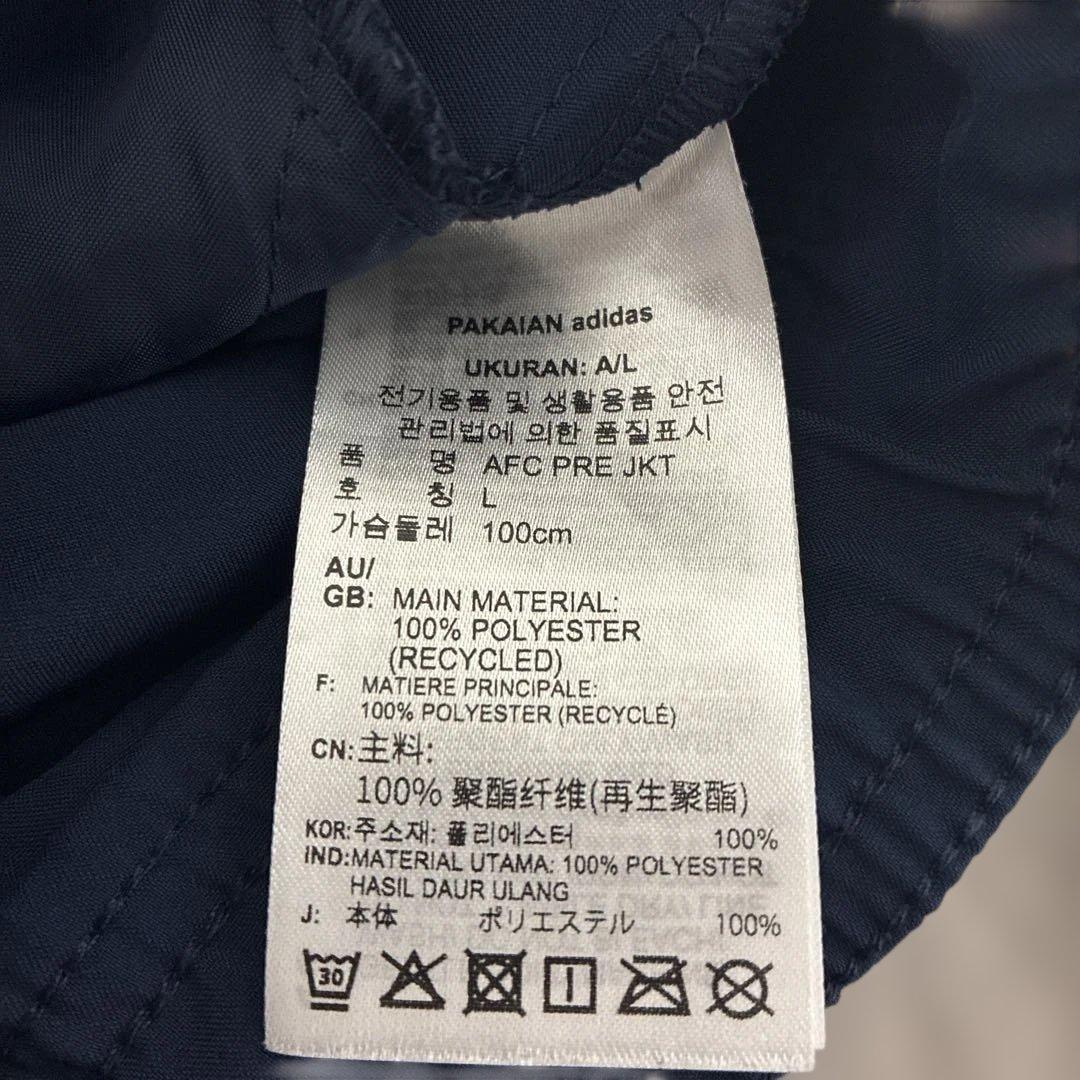 PAKAIAN adidas
UKURAN: A/L
전기용품 및 생활용품 안전
관리법에 의한 품질표시
품 명 AFC PRE JKT
호 칭 L
가슴둘레 100cm
AU/
GB: MAIN MATERIAL:
100% POLYESTER
(RECYCLED)
F: MATIERE PRINCIPALE:
100% POLYESTER (RECYCLÉ)
CN: 主料:
100% 聚酯纤维(再生聚酯)
KOR: 주소재: 폴리에스터 100%
IND: MATERIAL UTAMA: 100% POLYESTER
HASIL DAUR ULANG
J: 本体 ポリエステル 100%
30